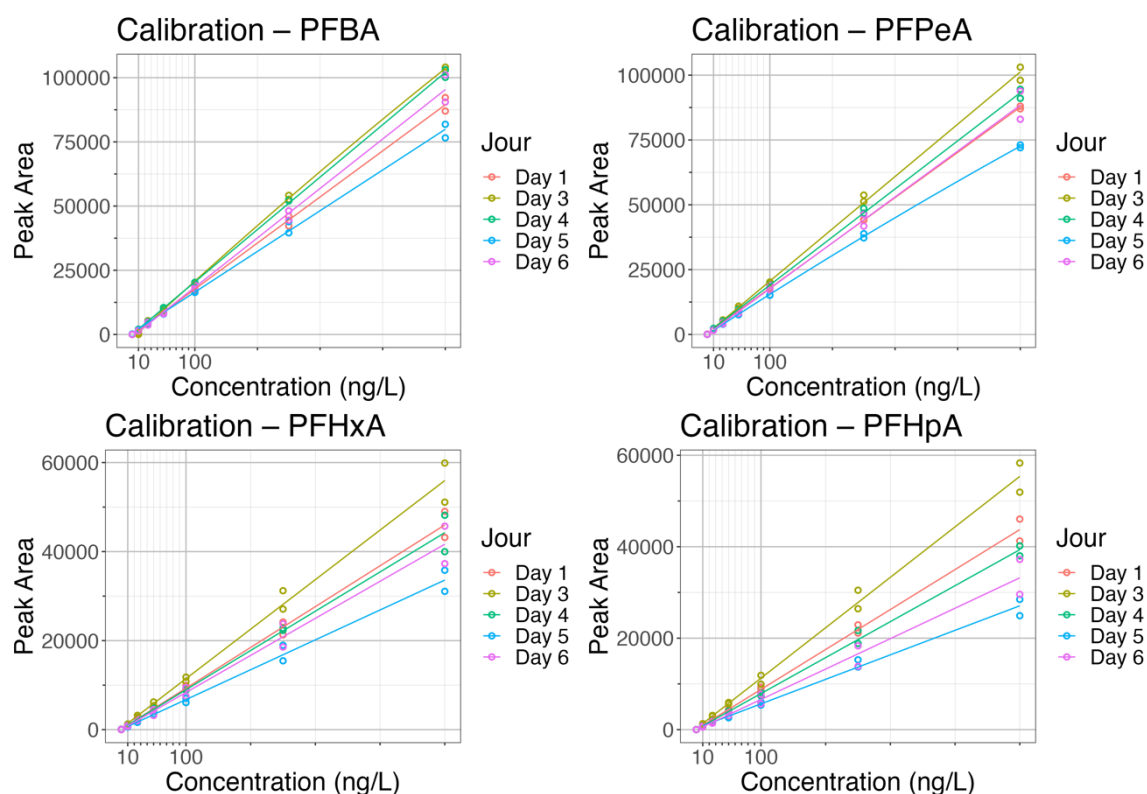 Calibration – PFBA
Peak Area
100000
75000
50000
25000
0
10 100
Concentration (ng/L)
Jour
Day 1
Day 3
Day 4
Day 5
Day 6
Calibration – PFPeA
Peak Area
100000
75000
50000
25000
0
10 100
Concentration (ng/L)
Jour
Day 1
Day 3
Day 4
Day 5
Day 6
Calibration – PFHxA
Peak Area
60000
40000
20000
0
10 100
Concentration (ng/L)
Jour
Day 1
Day 3
Day 4
Day 5
Day 6
Calibration – PFHpA
Peak Area
60000
40000
20000
0
10 100
Concentration (ng/L)
Jour
Day 1
Day 3
Day 4
Day 5
Day 6